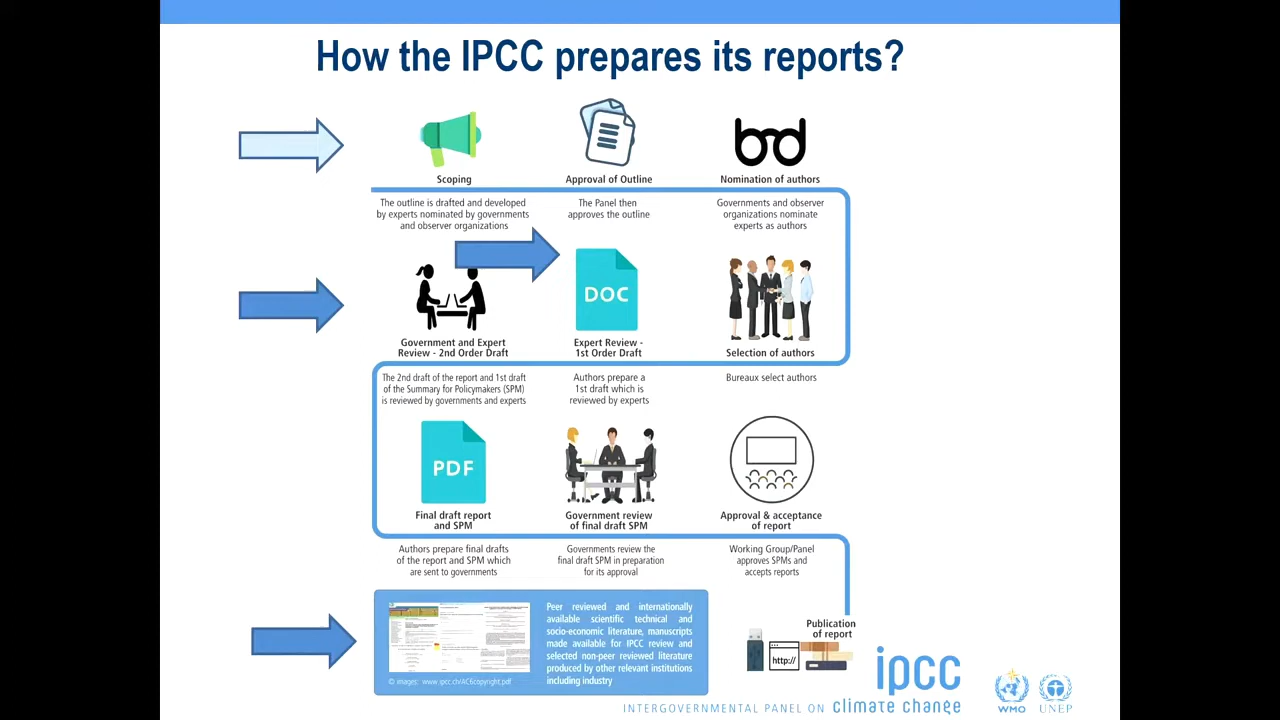 How the IPCC prepares its reports?
Scoping
The outline is drafted and developed
by experts nominated by governments
and observer organizations
Approval of Outline
The Panel then
approves the outline
Nomination of authors
Governments and observer
organizations nominate
experts as authors
Selection of authors
Bureaux select authors
DOC
Expert Review -
1st Order Draft
Authors prepare a
1st draft which is
reviewed by experts
Government and Expert
Review - 2nd Order Draft
The 2nd draft of the report and 1st draft
of the Summary for Policymakers (SPM)
is reviewed by governments and experts
PDF
Final draft report
and SPM
Authors prepare final drafts
of the report and SPM which
are sent to governments
Government review
of final draft SPM
Governments review the
final draft SPM in preparation
for its approval
Approval & acceptance
of report
Working Group/Panel
approves SPMs and
accepts reports
Peer reviewed and internationally
available scientific technical and
socio-economic literature, manuscripts
made available for IPCC review and
selected non-peer reviewed literature
produced by other relevant institutions
including industry
© images: www.ipcc.ch/AC6copyright.pdf
Publication
of report
http://
ipcc
INTERGOVERNMENTAL PANEL ON climate change
WMO
UNEP